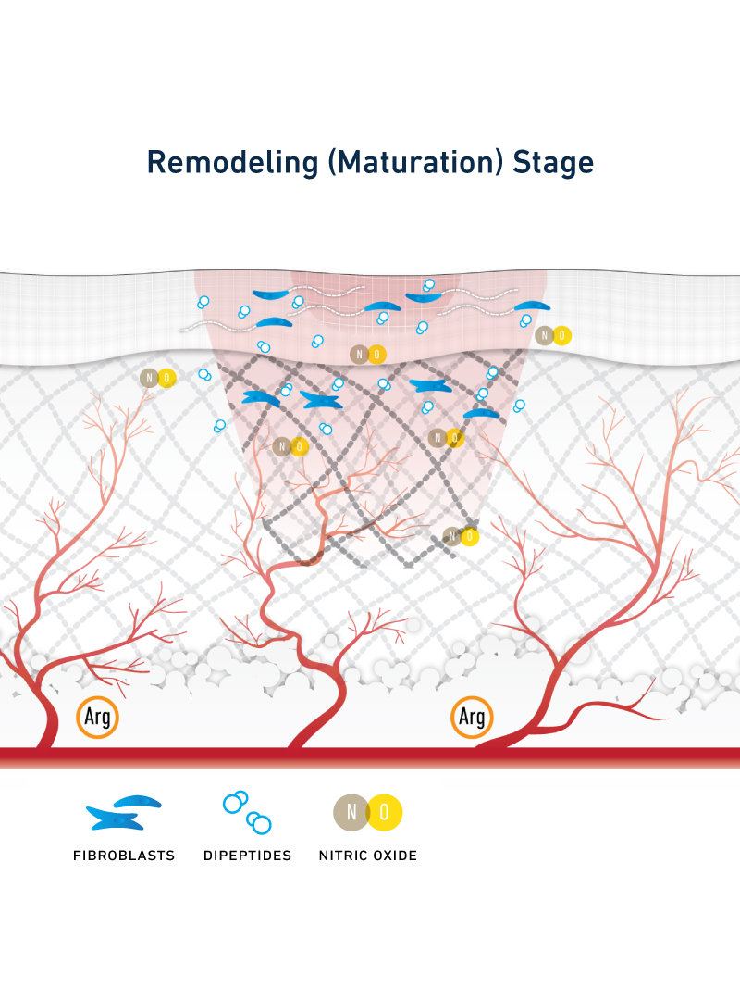 Remodeling (Maturation) Stage
N O
N O
N O
N O
N O
N O
Arg
Arg
N O
FIBROBLASTS
DIPEPTIDES
NITRIC OXIDE